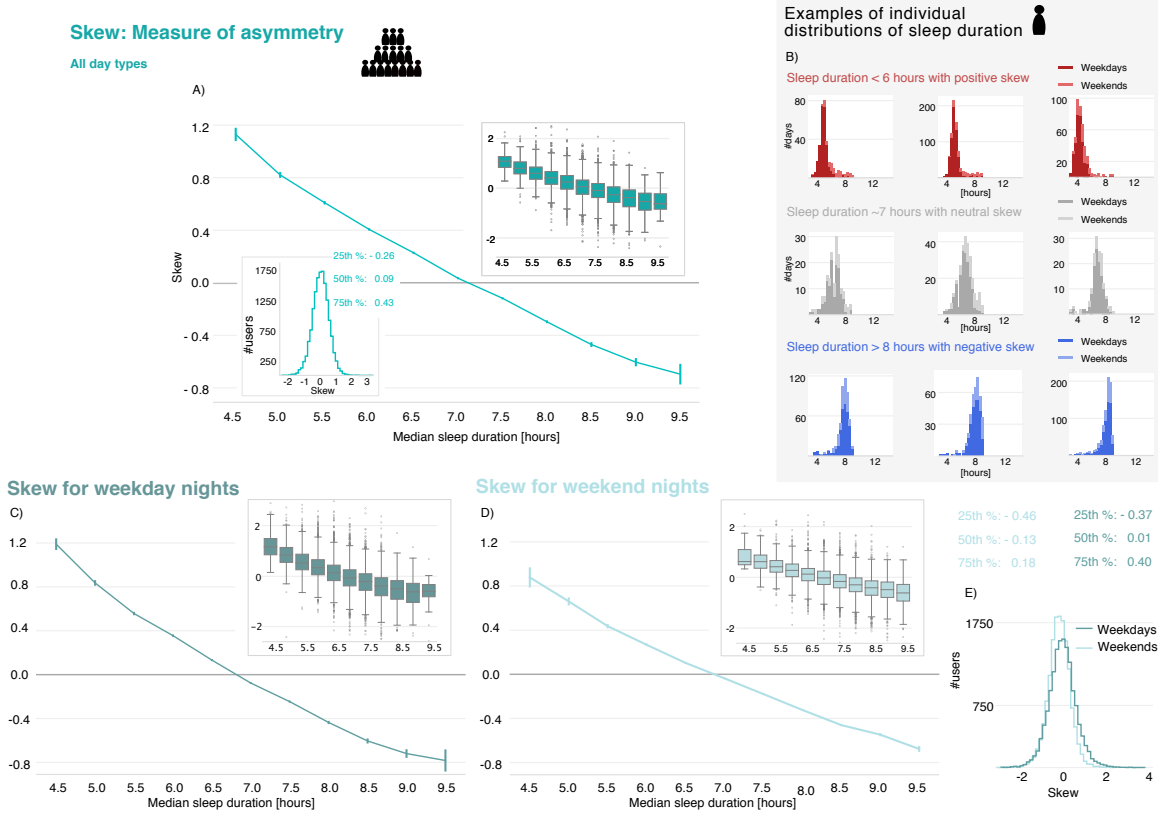 Skew: Measure of asymmetry
All day types
A)
1.2
0.8
0.4
0.0
- 0.4
- 0.8
Skew
4.5 5.0 5.5 6.0 6.5 7.0 7.5 8.0 8.5 9.0 9.5
Median sleep duration [hours]
25th %: - 0.26
50th %: 0.09
75th %: 0.43
1750
1250
750
250
#users
-2 -1 0 1 2 3
Skew
2
0
-2
4.5 5.5 6.5 7.5 8.5 9.5
Examples of individual
distributions of sleep duration
B)
Sleep duration < 6 hours with positive skew
Weekdays
Weekends
80
40
#days
4 8 12
200
100
4 8 12
[hours]
100
60
20
4 8 12
Sleep duration ~7 hours with neutral skew
Weekdays
Weekends
30
20
10
#days
4 8 12
40
20
4 8 12
[hours]
30
20
10
4 8 12
Sleep duration > 8 hours with negative skew
Weekdays
Weekends
120
60
4 8 12
60
30
4 8 12
[hours]
200
100
4 8 12
Skew for weekday nights
C)
1.2
0.8
0.4
0.0
-0.4
-0.8
4.5 5.0 5.5 6.0 6.5 7.0 7.5 8.0 8.5 9.0 9.5
Median sleep duration [hours]
2
0
−2
4.5 5.5 6.5 7.5 8.5 9.5
Skew for weekend nights
D)
1.2
0.8
0.4
0.0
-0.4
-0.8
4.5 5.0 5.5 6.0 6.5 7.0 7.5 8.0 8.5 9.0 9.5
Median sleep duration [hours]
2
0
-2
4.5 5.5 6.5 7.5 8.5 9.5
25th %: - 0.46
50th %: - 0.13
75th %: 0.18
25th %: - 0.37
50th %: 0.01
75th %: 0.40
E)
1750
750
#users
Weekdays
Weekends
-2 0 2 4
Skew